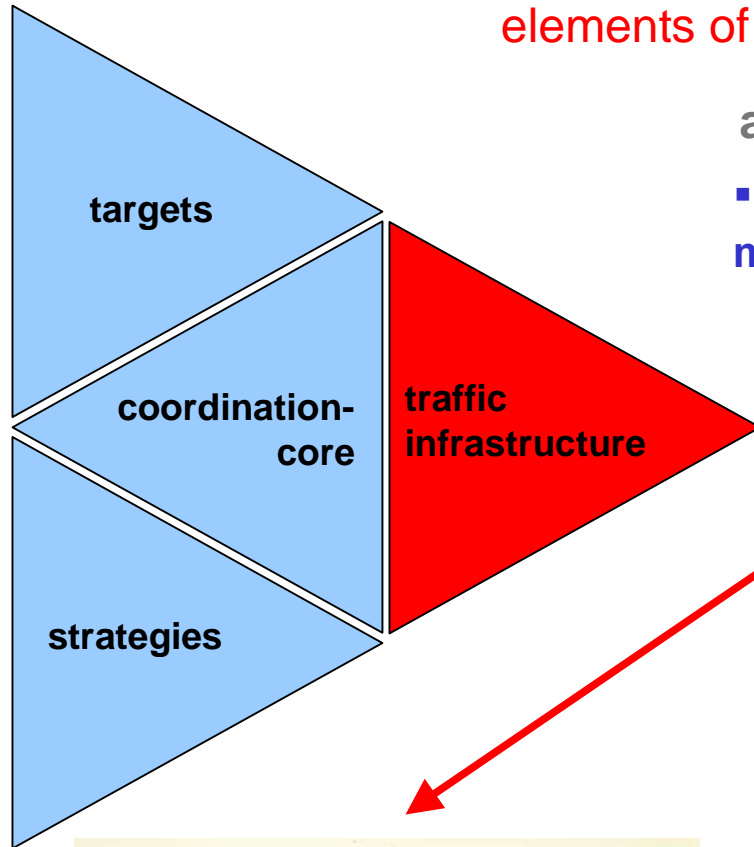 elements of
a
▪
m
targets
coordination-
core
traffic
infrastructure
strategies